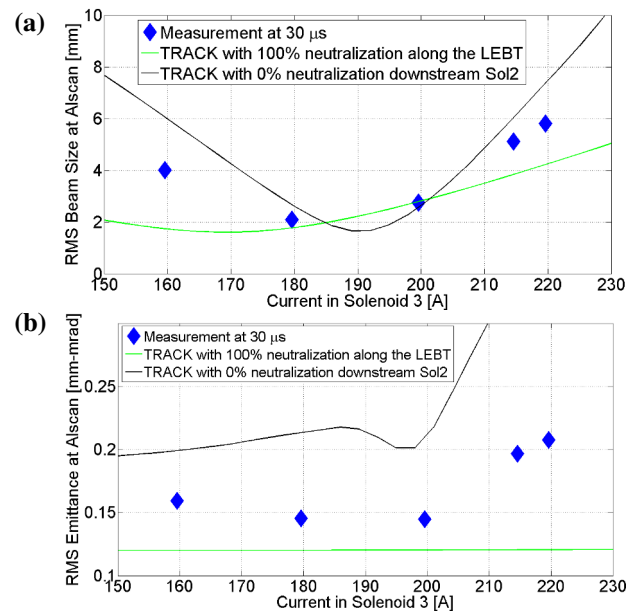 (a)
RMS Beam Size at Alscan [mm]
10
8
6
4
2
0
Measurement at 30 μs
TRACK with 100% neutralization along the LEBT
TRACK with 0% neutralization downstream Sol2
150 160 170 180 190 200 210 220 230
Current in Solenoid 3 [A]
(b)
RMS Emittance at Alscan [mm-mrad]
0.25
0.2
0.15
0.1
Measurement at 30 μs
TRACK with 100% neutralization along the LEBT
TRACK with 0% neutralization downstream Sol2
150 160 170 180 190 200 210 220 230
Current in Solenoid 3 [A]